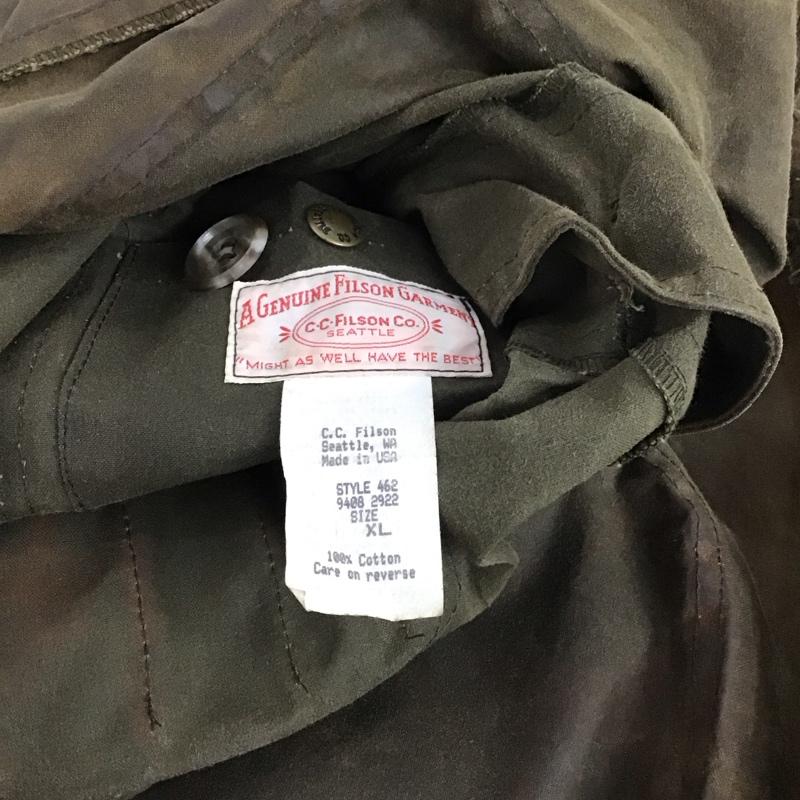 A GENUINE FILSON GARMENT
C·C·FILSON CO.
SEATTLE
"MIGHT AS WELL HAVE THE BEST"
C.C. Filson
Seattle, WA
Made in USA
STYLE 462
9408 2922
SIZE
XL
100% Cotton
Care on reverse